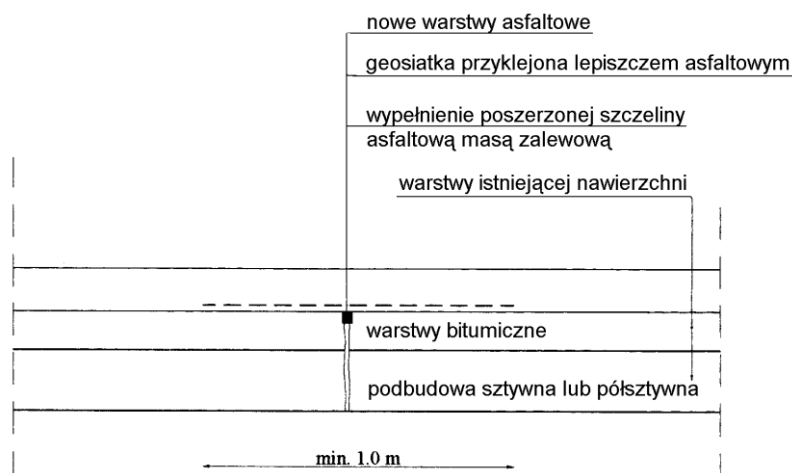 nowe warstwy asfaltowe
geosiatka przyklejona lepiszczem asfaltowym
wypełnienie poszerzonej szczeliny
asfaltową masą zalewową
warstwy istniejącej nawierzchni
warstwy bitumiczne
podbudowa sztywna lub półsztywna
min. 1.0 m